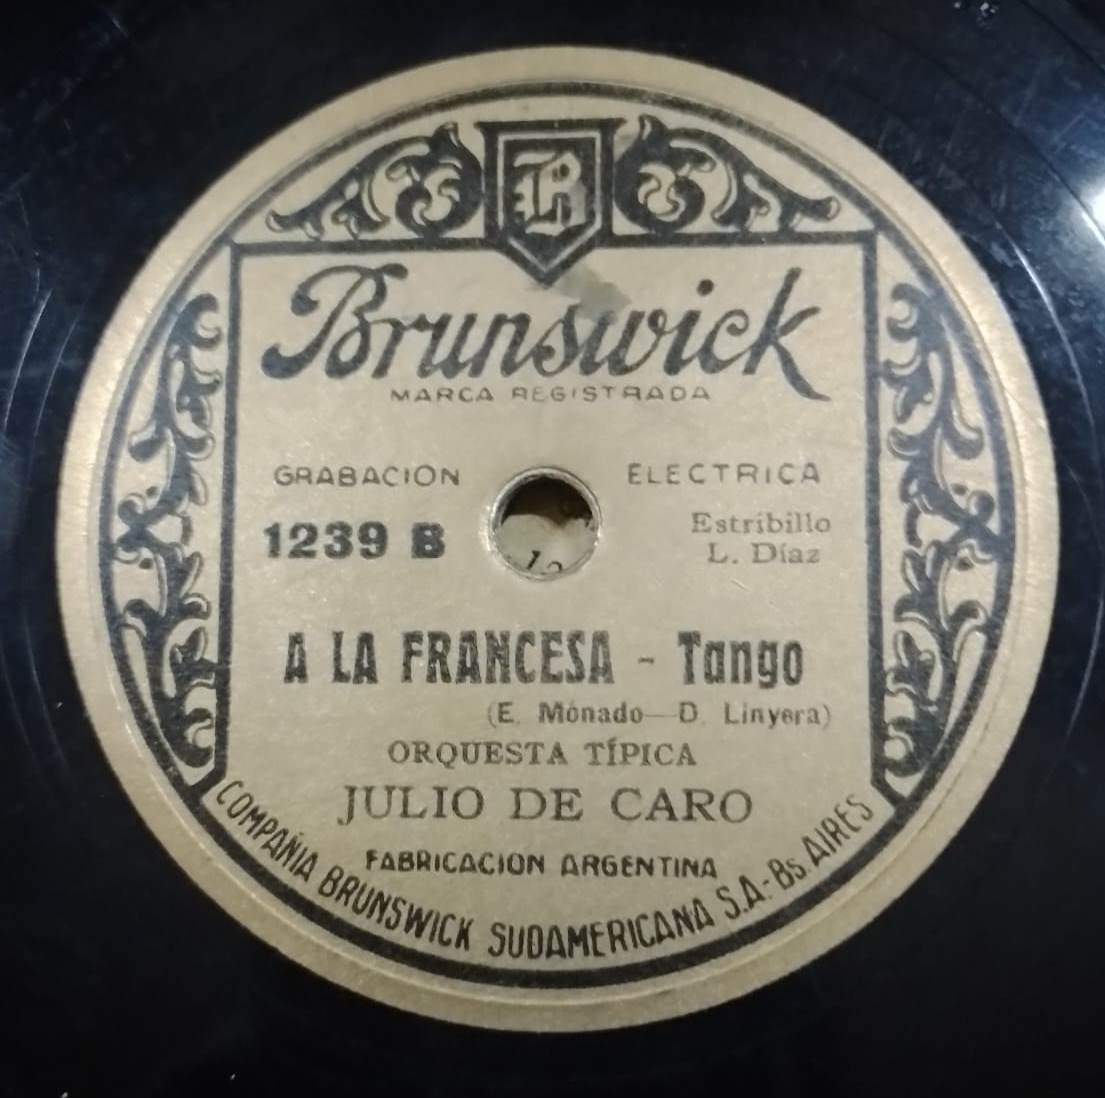 B
Brunswick
MARCA REGISTRADA
GRABACION ELECTRICA
1239 B
Estribillo
L. Díaz
A LA FRANCESA - Tango
(E. Mónado—D. Linyera)
ORQUESTA TÍPICA
JULIO DE CARO
FABRICACION ARGENTINA
COMPAÑIA BRUNSWICK SUDAMERICANA S.A.- Bs. AIRES